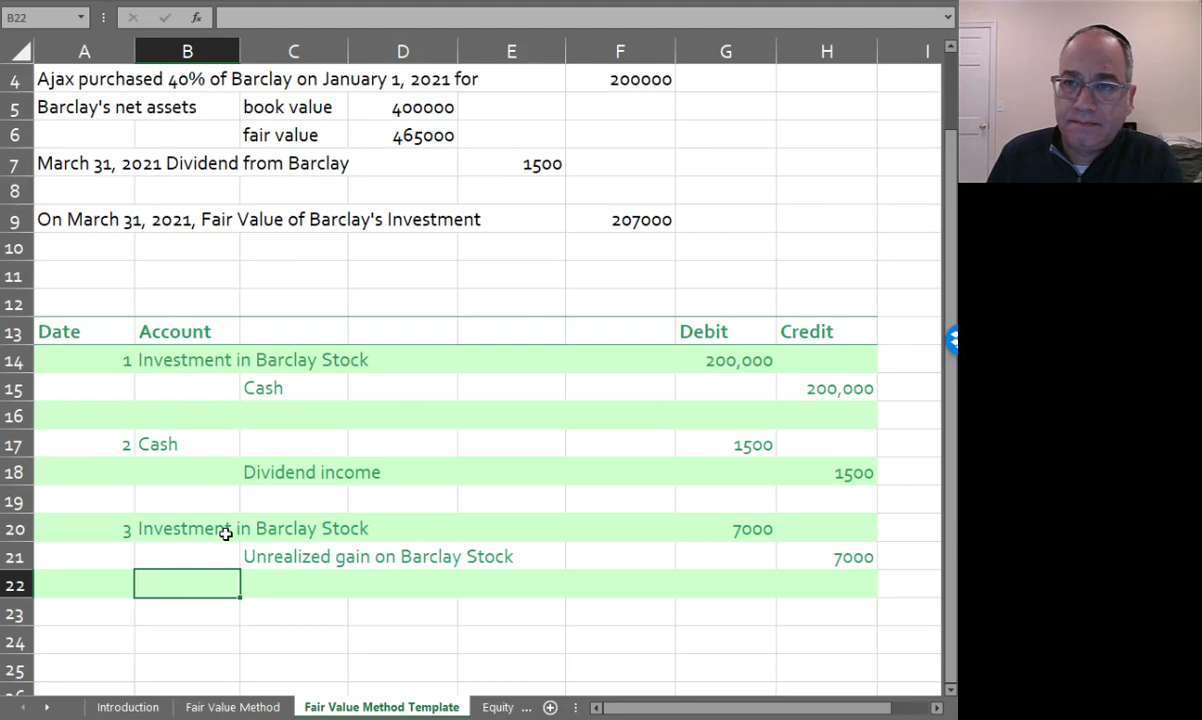 B22 fx
A B C D E F G H I
4 Ajax purchased 40% of Barclay on January 1, 2021 for 200000
5 Barclay's net assets book value 400000
6 fair value 465000
7 March 31, 2021 Dividend from Barclay 1500
8
9 On March 31, 2021, Fair Value of Barclay's Investment 207000
10
11
12
13 Date Account Debit Credit
14 1 Investment in Barclay Stock 200,000
15 Cash 200,000
16
17 2 Cash 1500
18 Dividend income 1500
19
20 3 Investment in Barclay Stock 7000
21 Unrealized gain on Barclay Stock 7000
22
23
24
25
Introduction Fair Value Method Fair Value Method Template Equity ...